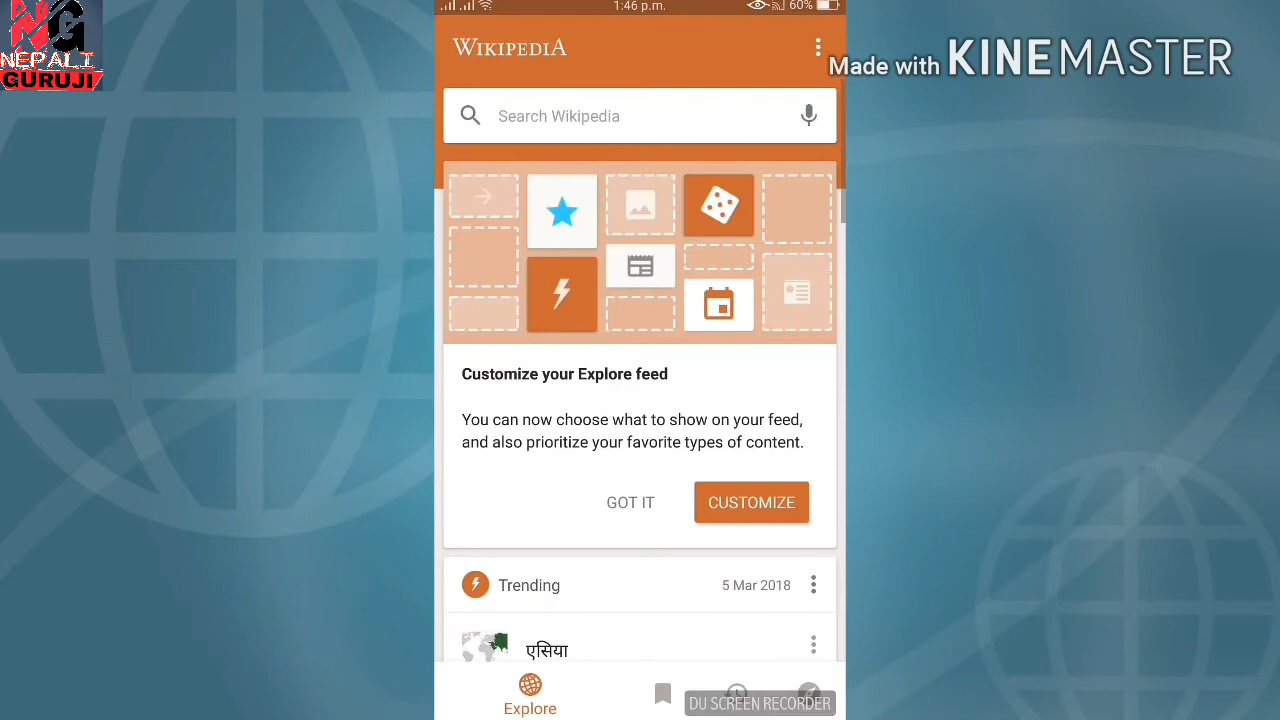 NG
NEPALI
GURUJI
1:46 p.m.
60%
WIKIPEDIA
Made with KINEMASTER
Search Wikipedia
Customize your Explore feed
You can now choose what to show on your feed,
and also prioritize your favorite types of content.
GOT IT
CUSTOMIZE
Trending
5 Mar 2018
एसिया
Explore
DU SCREEN RECORDER